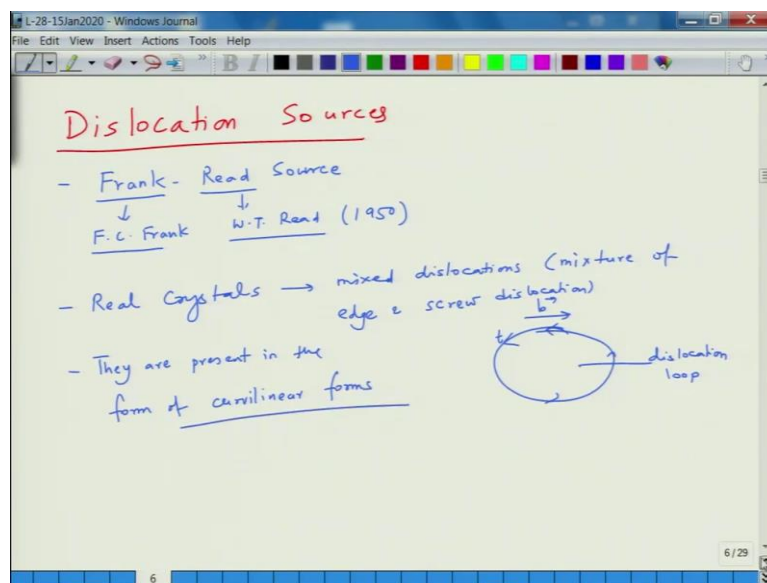 L-28-15Jan2020 - Windows Journal
File Edit View Insert Actions Tools Help
B I
Dislocation Sources
- Frank - Read Source
F.C. Frank W.T. Read (1950)
- Real Crystals → mixed dislocations (mixture of
edge & screw dislocation)
b
t
dislocation
loop
- They are present in the
form of curvilinear forms
6/29
6